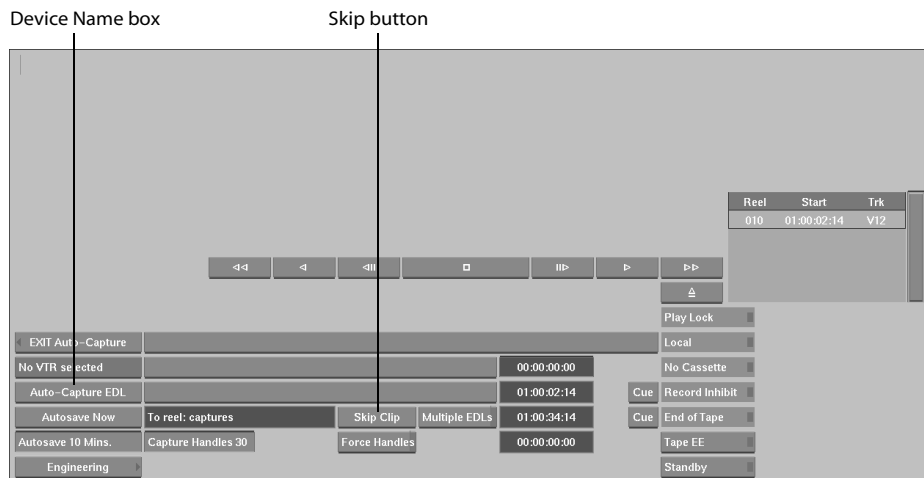 Device Name box Skip button
Reel Start Trk
010 01:00:02:14 V12
Play Lock
EXIT Auto-Capture Local
No VTR selected 00:00:00:00 No Cassette
Auto-Capture EDL 01:00:02:14 Cue Record Inhibit
Autosave Now To reel: captures Skip Clip Multiple EDLs 01:00:34:14 Cue End of Tape
Autosave 10 Mins. Capture Handles 30 Force Handles 00:00:00:00 Tape EE
Engineering Standby